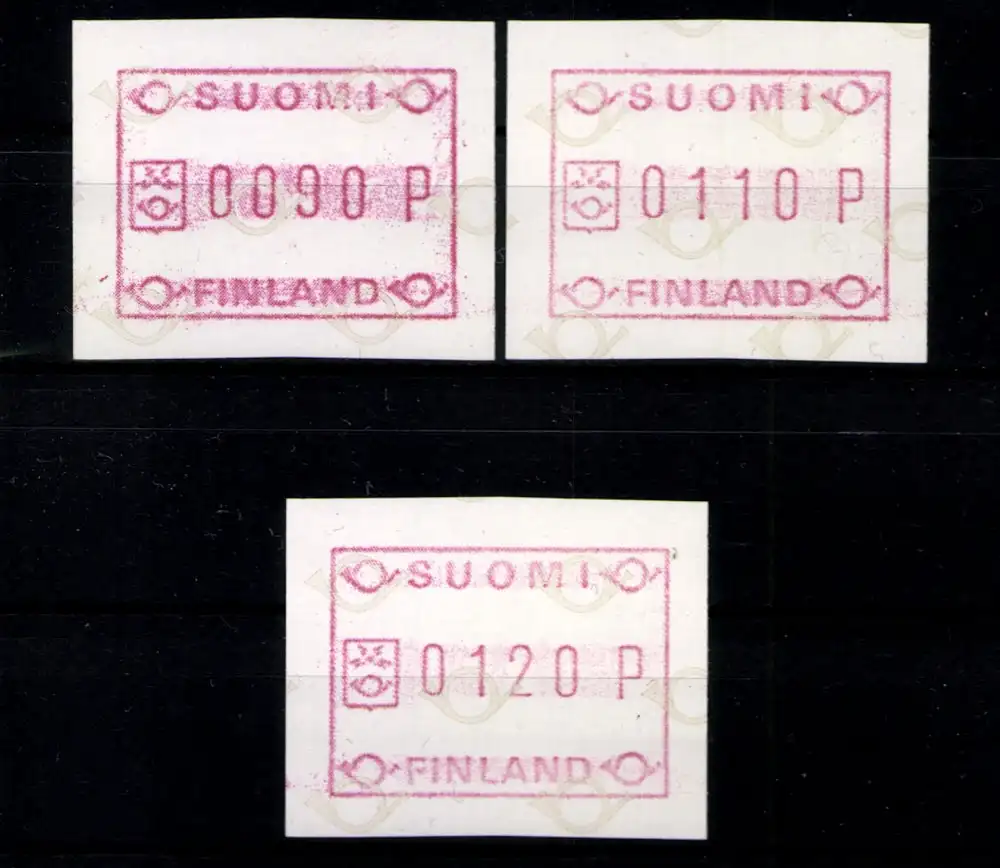 SUOMI
0090 P
FINLAND
SUOMI
0110 P
FINLAND
SUOMI
0120 P
FINLAND